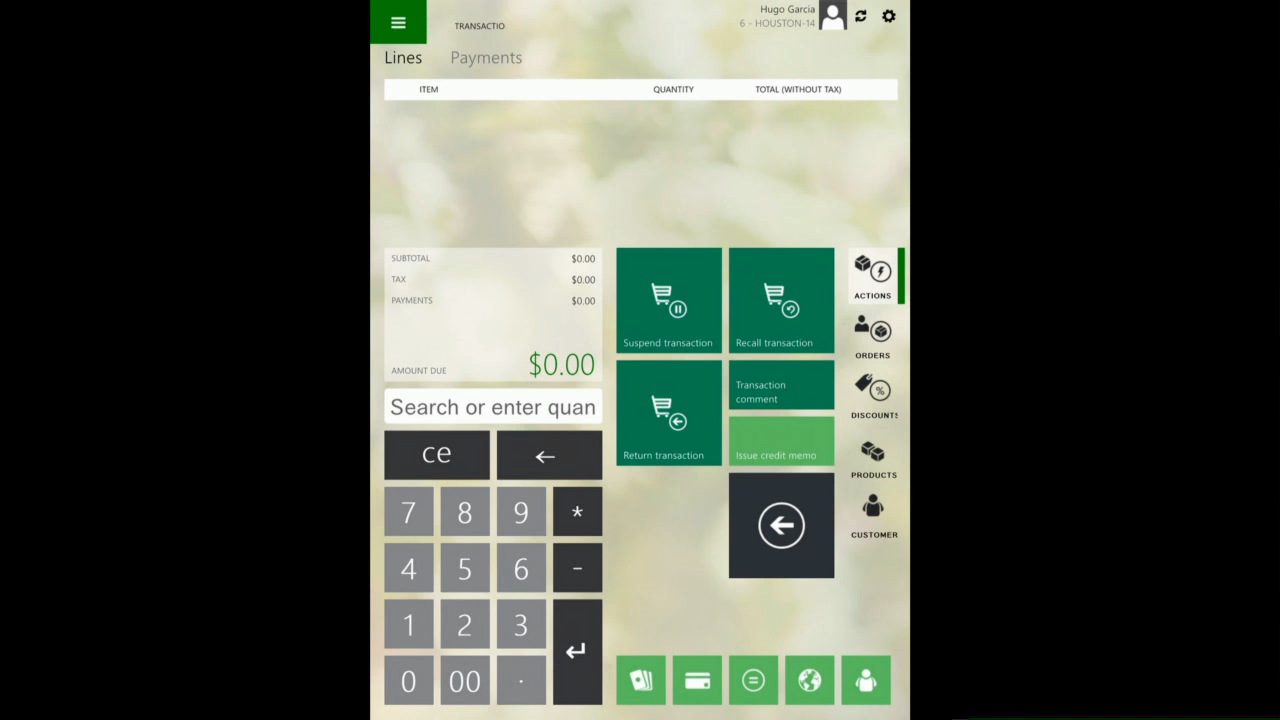 Hugo Garcia
6 - HOUSTON-14
TRANSACTIO
Lines Payments
ITEM QUANTITY TOTAL (WITHOUT TAX)
SUBTOTAL $0.00
TAX $0.00
PAYMENTS $0.00
AMOUNT DUE $0.00
Search or enter quan
CE
7 8 9 *
4 5 6 -
1 2 3
0 00 .
Suspend transaction
Recall transaction
Return transaction
Transaction
comment
Issue credit memo
ACTIONS
ORDERS
DISCOUNTS
PRODUCTS
CUSTOMER